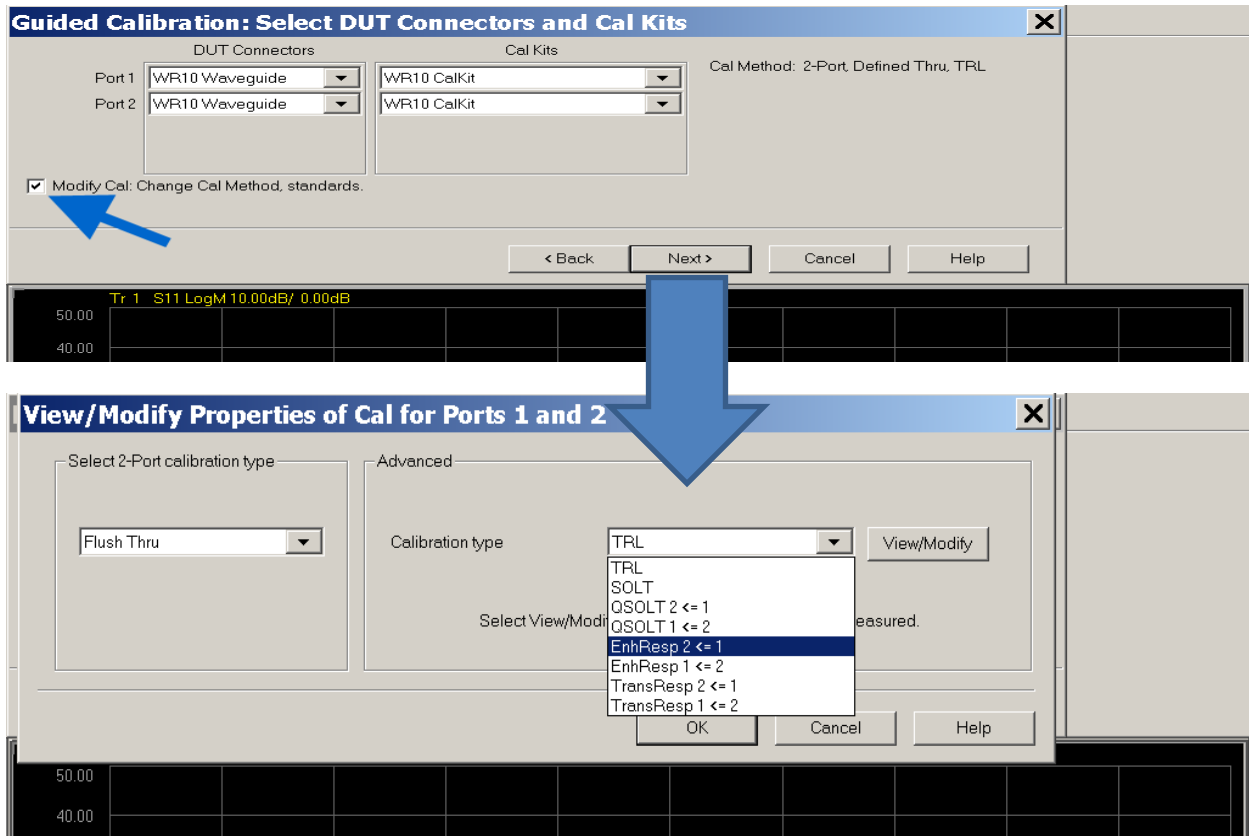 Guided Calibration: Select DUT Connectors and Cal Kits
DUT Connectors Cal Kits
Cal Method: 2-Port, Defined Thru, TRL
Port 1 WR10 Waveguide WR10 CalKit
Port 2 WR10 Waveguide WR10 CalKit
Modify Cal: Change Cal Method, standards.
< Back Next > Cancel Help
Tr 1 S11 LogM 10.00dB/ 0.00dB
50.00
40.00
View/Modify Properties of Cal for Ports 1 and 2
Select 2-Port calibration type Advanced
Flush Thru Calibration type TRL View/Modify
TRL
SOLT
QSOLT 2 <= 1
Select View/Modi QSOLT 1 <= 2 easured.
EnhResp 2 <= 1
EnhResp 1 <= 2
TransResp 2 <= 1
TransResp 1 <= 2
OK Cancel Help
50.00
40.00